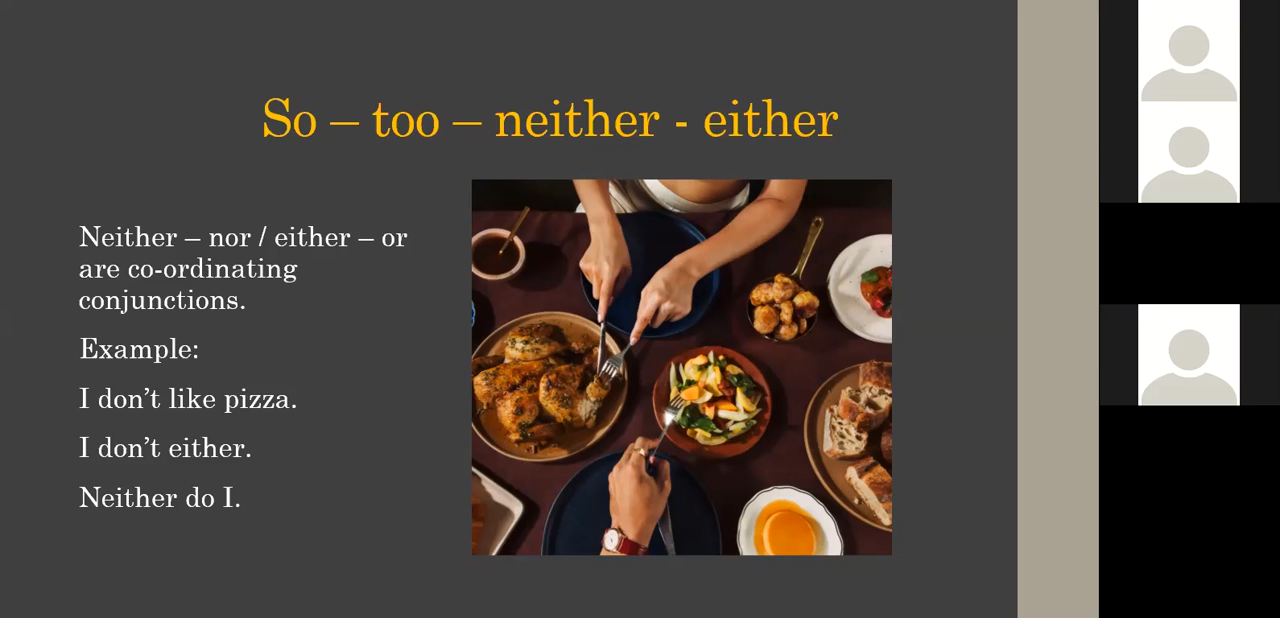 So – too – neither - either
Neither – nor / either – or
are co-ordinating
conjunctions.
Example:
I don’t like pizza.
I don’t either.
Neither do I.